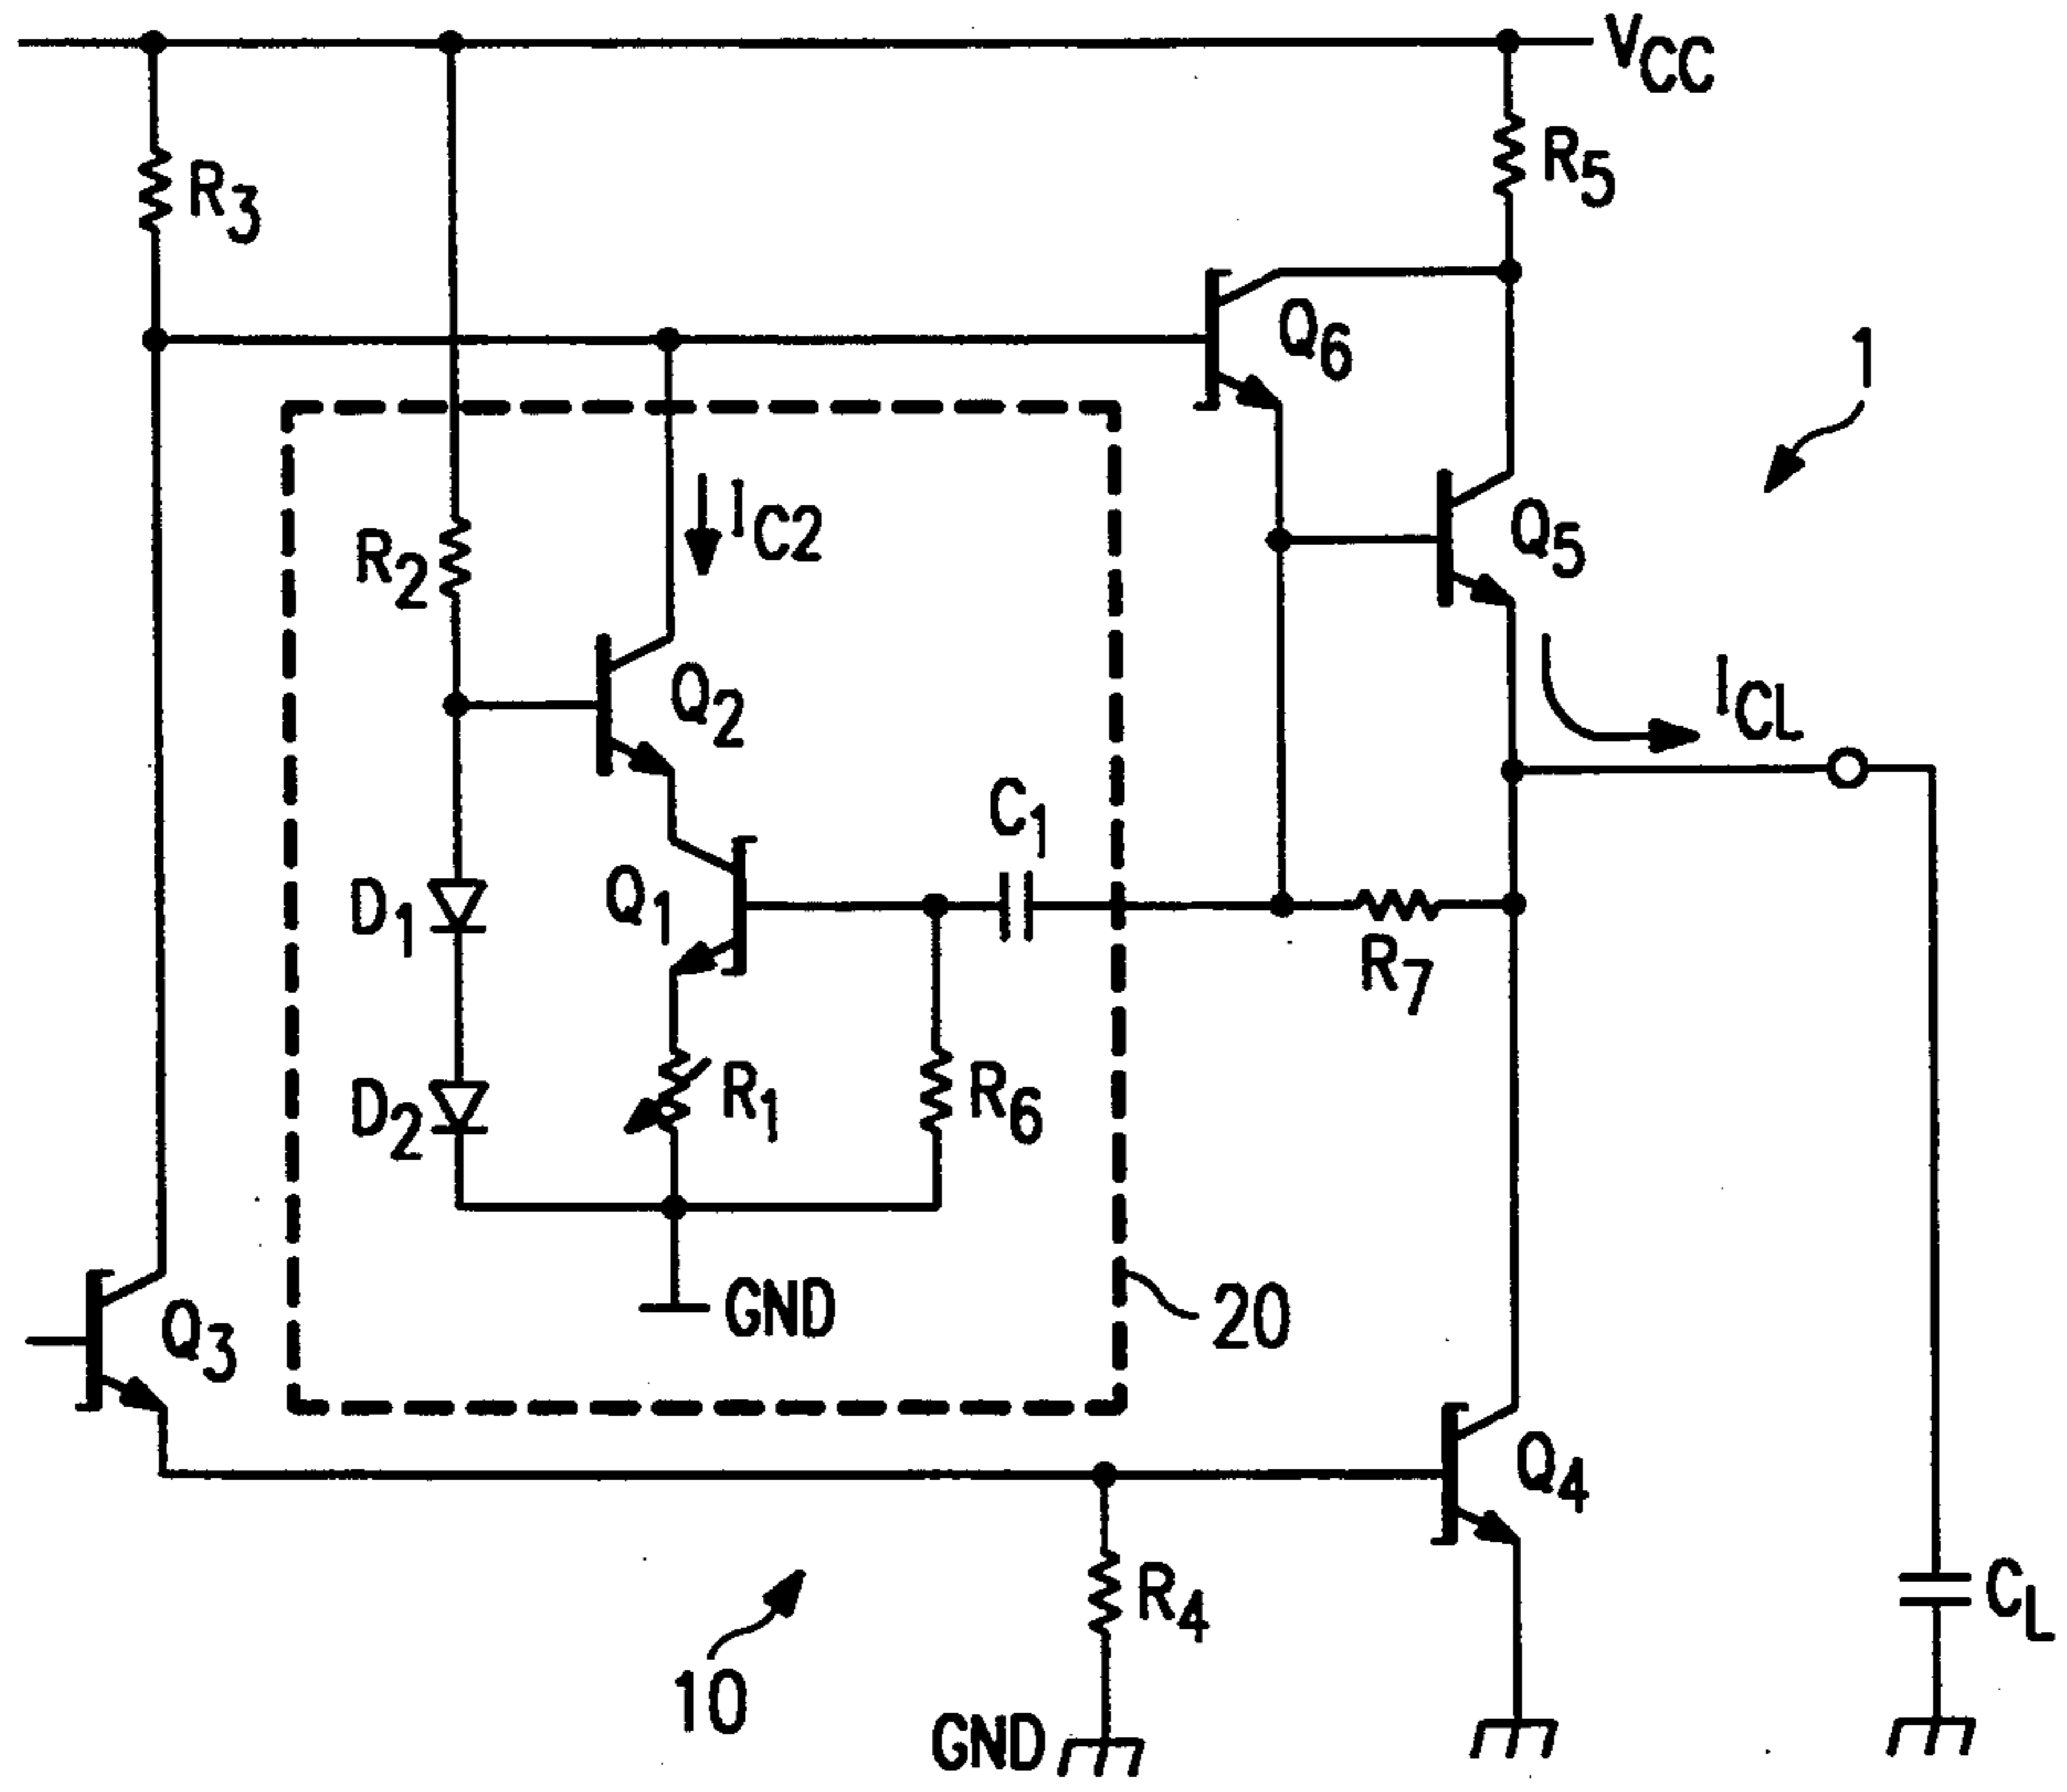 VCC
R5
R3
Q6
1
IC2
Q5
R2
ICL
Q2
C1
Q1
D1
R7
D2
R1
R6
GND
20
Q3
Q4
R4
CL
10
GND